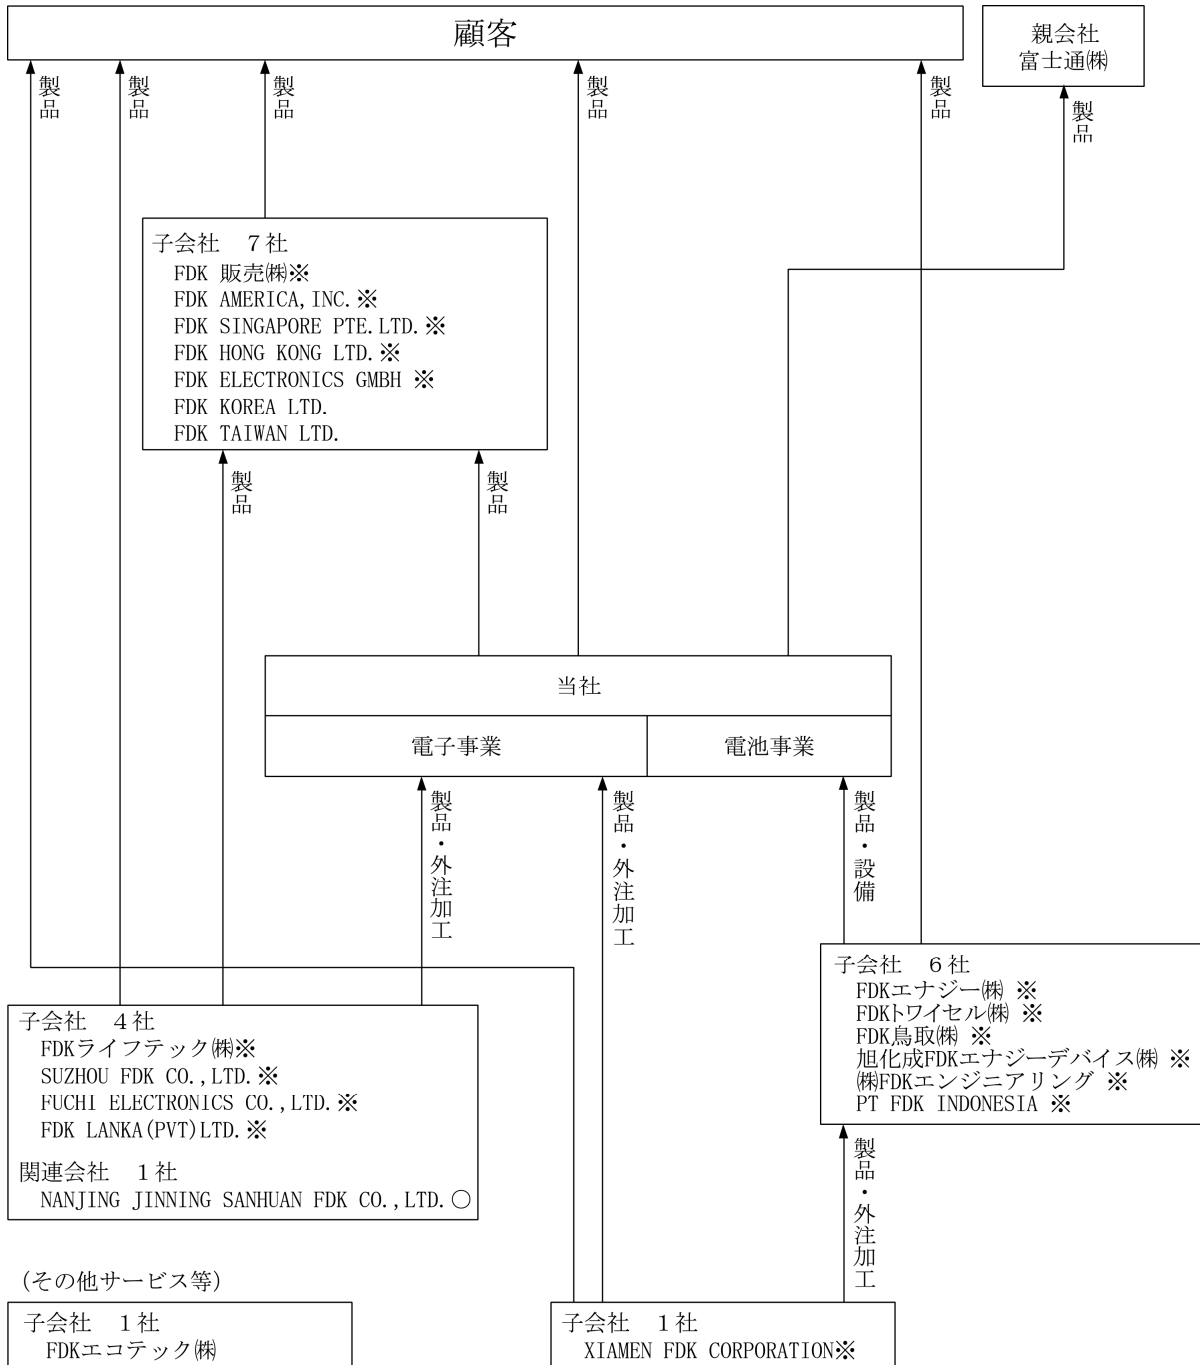 顧客
親会社
富士通㈱
製品
製品
製品
製品
製品
製品
子会社　７社
FDK 販売㈱※
FDK AMERICA,INC.※
FDK SINGAPORE PTE.LTD.※
FDK HONG KONG LTD.※
FDK ELECTRONICS GMBH ※
FDK KOREA LTD.
FDK TAIWAN LTD.
製品
製品
当社
電子事業
電池事業
製品・外注加工
製品・外注加工
製品・設備
子会社　６社
FDKエナジー㈱ ※
FDKトワイセル㈱ ※
FDK鳥取㈱ ※
旭化成FDKエナジーデバイス㈱ ※
㈱FDKエンジニアリング ※
PT FDK INDONESIA ※
子会社　４社
FDKライフテック㈱※
SUZHOU FDK CO.,LTD.※
FUCHI ELECTRONICS CO.,LTD.※
FDK LANKA(PVT)LTD.※
関連会社　１社
NANJING JINNING SANHUAN FDK CO.,LTD.○
製品・外注加工
(その他サービス等)
子会社　１社
FDKエコテック㈱
子会社　１社
XIAMEN FDK CORPORATION※